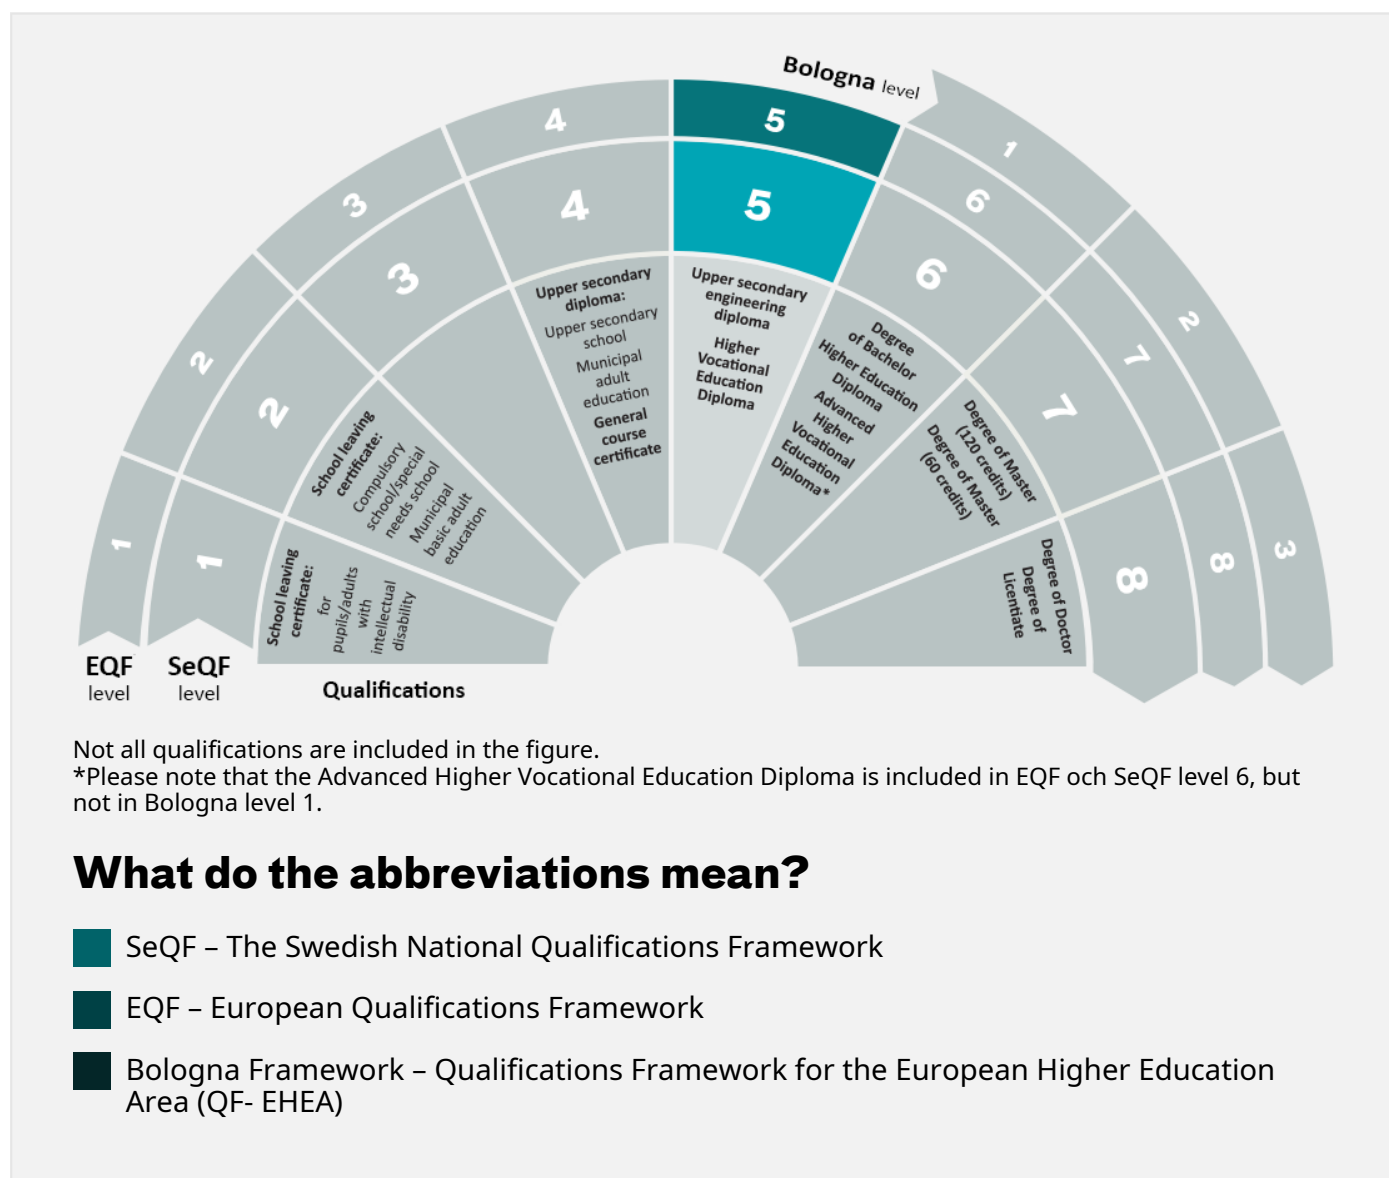 Bologna level
1
2
3
4
5
6
7
8
1
2
3
4
5
6
7
8
1
2
3
School leaving
certificate:
for
pupils/adults
with
intellectual
disability
School leaving
certificate:
Compulsory
school/special
needs school
Municipal
basic adult
education
Upper secondary
diploma:
Upper secondary
school
Municipal
adult
education
General
course
certificate
Upper secondary
engineering
diploma
Higher
Vocational
Education
Diploma
Degree
of Bachelor
Higher Education
Diploma
Advanced
Higher
Vocational
Education
Diploma*
Degree of Master
(120 credits)
Degree of Master
(60 credits)
Degree of Doctor
Degree of
Licentiate
EQF
level
SeQF
level
Qualifications
Not all qualifications are included in the figure.
*Please note that the Advanced Higher Vocational Education Diploma is included in EQF och SeQF level 6, but
not in Bologna level 1.
What do the abbreviations mean?
SeQF – The Swedish National Qualifications Framework
EQF – European Qualifications Framework
Bologna Framework – Qualifications Framework for the European Higher Education
Area (QF- EHEA)